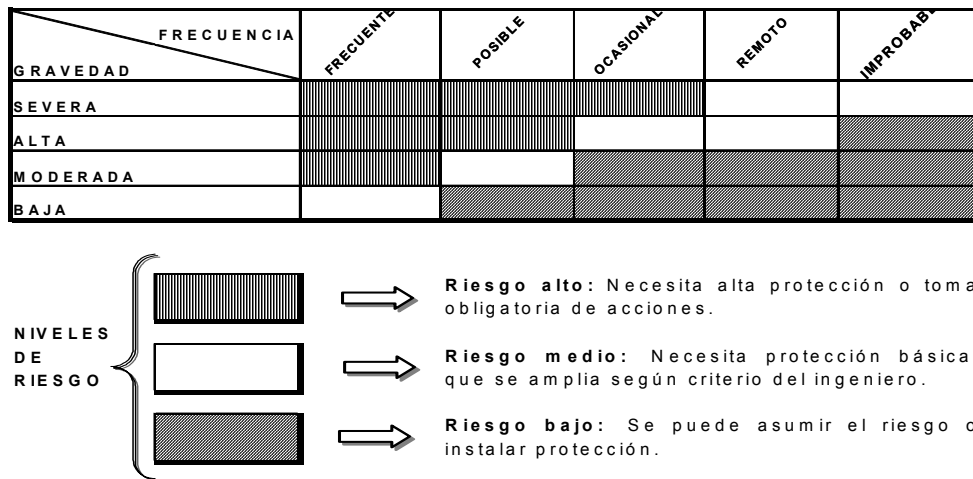 FRECUENCIA
GRAVEDAD
FRECUENTE
POSIBLE
OCASIONAL
REMOTO
SEVERA
ALTA
MODERADA
BAJA
NIVELES
DE
RIESGO
Riesgo alto: Necesita alta protección o toma
obligatoria de acciones.
Riesgo medio: Necesita protección básica
que se amplia según criterio del ingeniero.
Riesgo bajo: Se puede asumir el riesgo o
instalar protección.